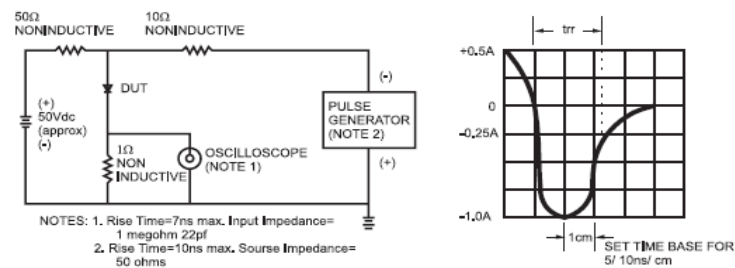 50Ω
NONINDUCTIVE
10Ω
NONINDUCTIVE
DUT
(+)
50Vdc
(approx)
(-)
1Ω
NON
INDUCTIVE
OSCILLOSCOPE
(NOTE 1)
(-)
PULSE
GENERATOR
(NOTE 2)
(+)
NOTES: 1. Rise Time=7ns max. Input Impedance=
1 megohm 22pf
2. Rise Time=10ns max. Sourse Impedance=
50 ohms
trr
+0.5A
0
-0.25A
-1.0A
1cm
SET TIME BASE FOR
5/ 10ns/ cm